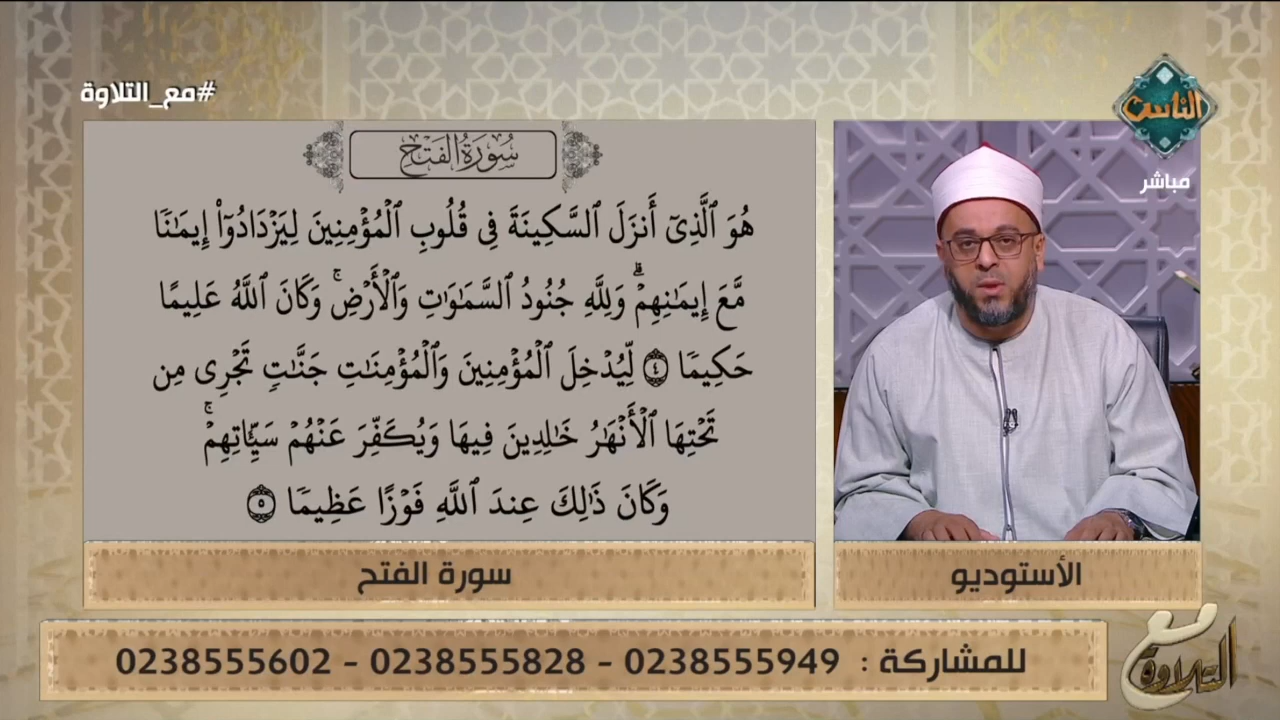 #مع_التلاوة
الناس
مباشر
سُورَةُ الفَتْحِ
هُوَ ٱلَّذِىٓ أَنزَلَ ٱلسَّكِينَةَ فِى قُلُوبِ ٱلْمُؤْمِنِينَ لِيَزْدَادُوٓا۟ إِيمَـٰنًا
مَّعَ إِيمَـٰنِهِمْ ۗ وَلِلَّهِ جُنُودُ ٱلسَّمَـٰوَٰتِ وَٱلْأَرْضِ ۚ وَكَانَ ٱللَّهُ عَلِيمًا
حَكِيمًا ٤ لِّيُدْخِلَ ٱلْمُؤْمِنِينَ وَٱلْمُؤْمِنَـٰتِ جَنَّـٰتٍ تَجْرِى مِن
تَحْتِهَا ٱلْأَنْهَـٰرُ خَـٰلِدِينَ فِيهَا وَيُكَفِّرَ عَنْهُمْ سَيِّـَٔاتِهِمْ ۚ
وَكَانَ ذَٰلِكَ عِندَ ٱللَّهِ فَوْزًا عَظِيمًا ٥
سورة الفتح
الأستوديو
للمشاركة : 0238555949 - 0238555828 - 0238555602
مع
التلاوة